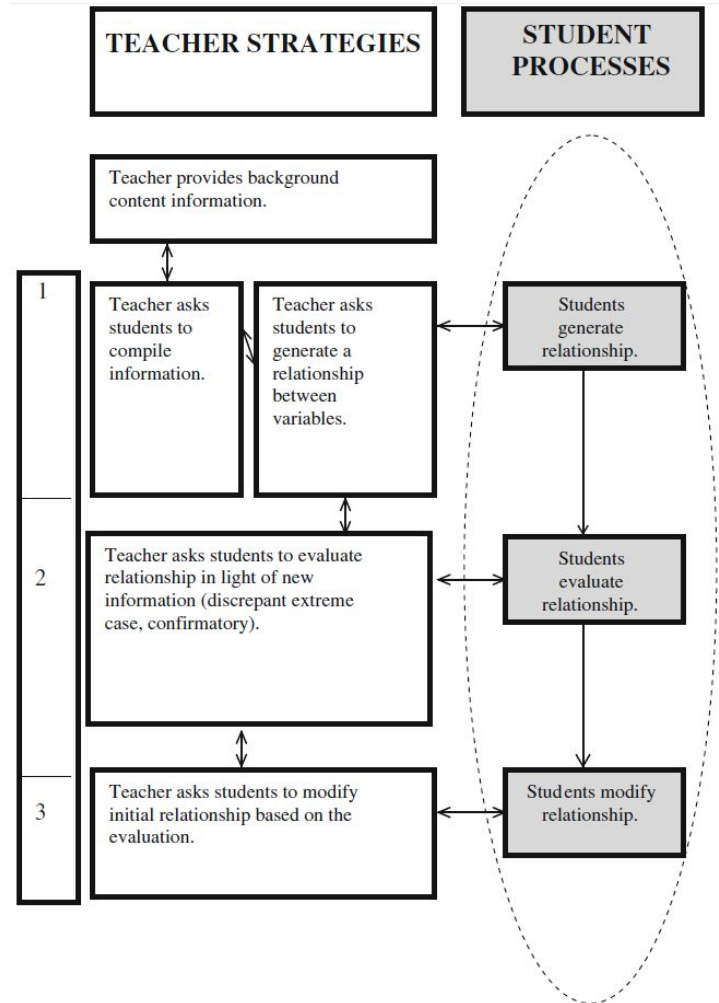 TEACHER STRATEGIES
STUDENT
PROCESSES
Teacher provides background
content information.
1
Teacher asks
students to
compile
information.
Teacher asks
students to
generate a
relationship
between
variables.
Students
generate
relationship.
2
Teacher asks students to evaluate
relationship in light of new
information (discrepant extreme
case, confirmatory).
Students
evaluate
relationship.
3
Teacher asks students to modify
initial relationship based on the
evaluation.
Students modify
relationship.